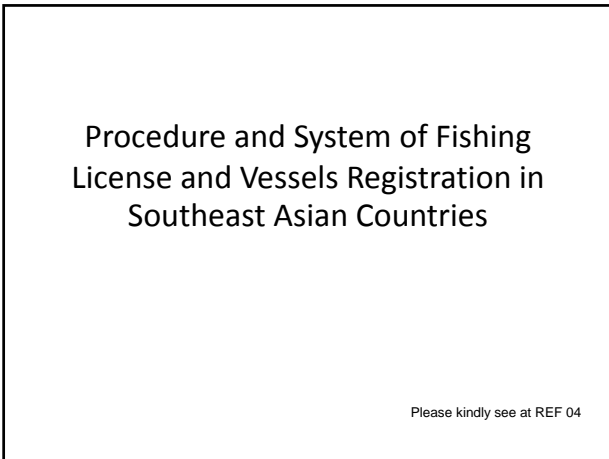 Procedure and System of Fishing
License and Vessels Registration in
Southeast Asian Countries
Please kindly see at REF 04